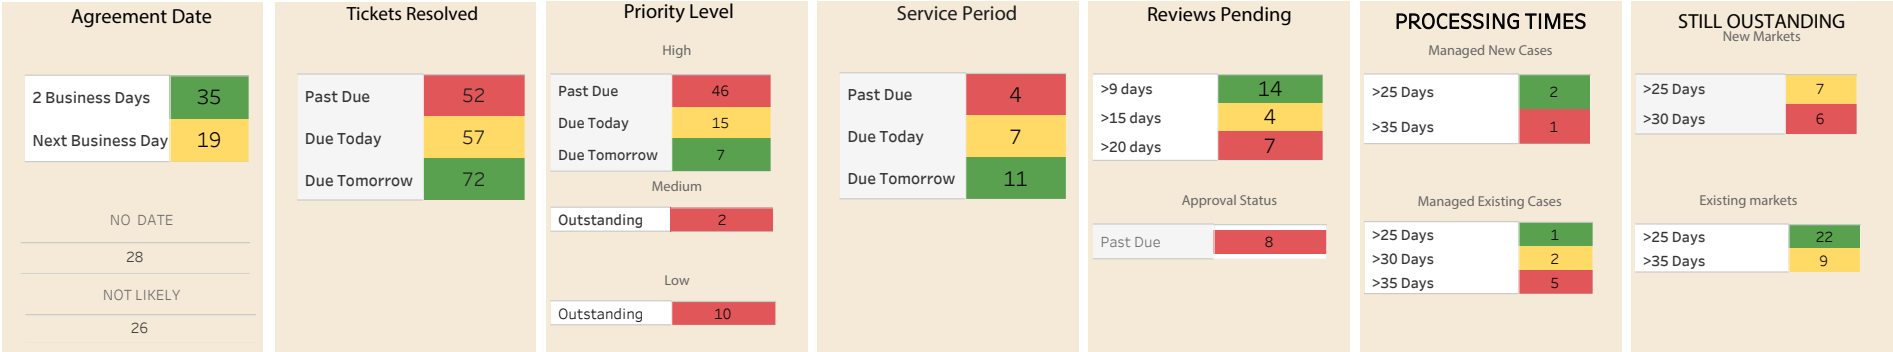 Agreement Date
2 Business Days 35
Next Business Day 19
NO DATE
28
NOT LIKELY
26
Tickets Resolved
Past Due 52
Due Today 57
Due Tomorrow 72
Priority Level
High
Past Due 46
Due Today 15
Due Tomorrow 7
Medium
Outstanding 2
Low
Outstanding 10
Service Period
Past Due 4
Due Today 7
Due Tomorrow 11
Reviews Pending
>9 days 14
>15 days 4
>20 days 7
Approval Status
Past Due 8
PROCESSING TIMES
Managed New Cases
>25 Days 2
>35 Days 1
Managed Existing Cases
>25 Days 1
>30 Days 2
>35 Days 5
STILL OUSTANDING
New Markets
>25 Days 7
>30 Days 6
Existing markets
>25 Days 22
>35 Days 9